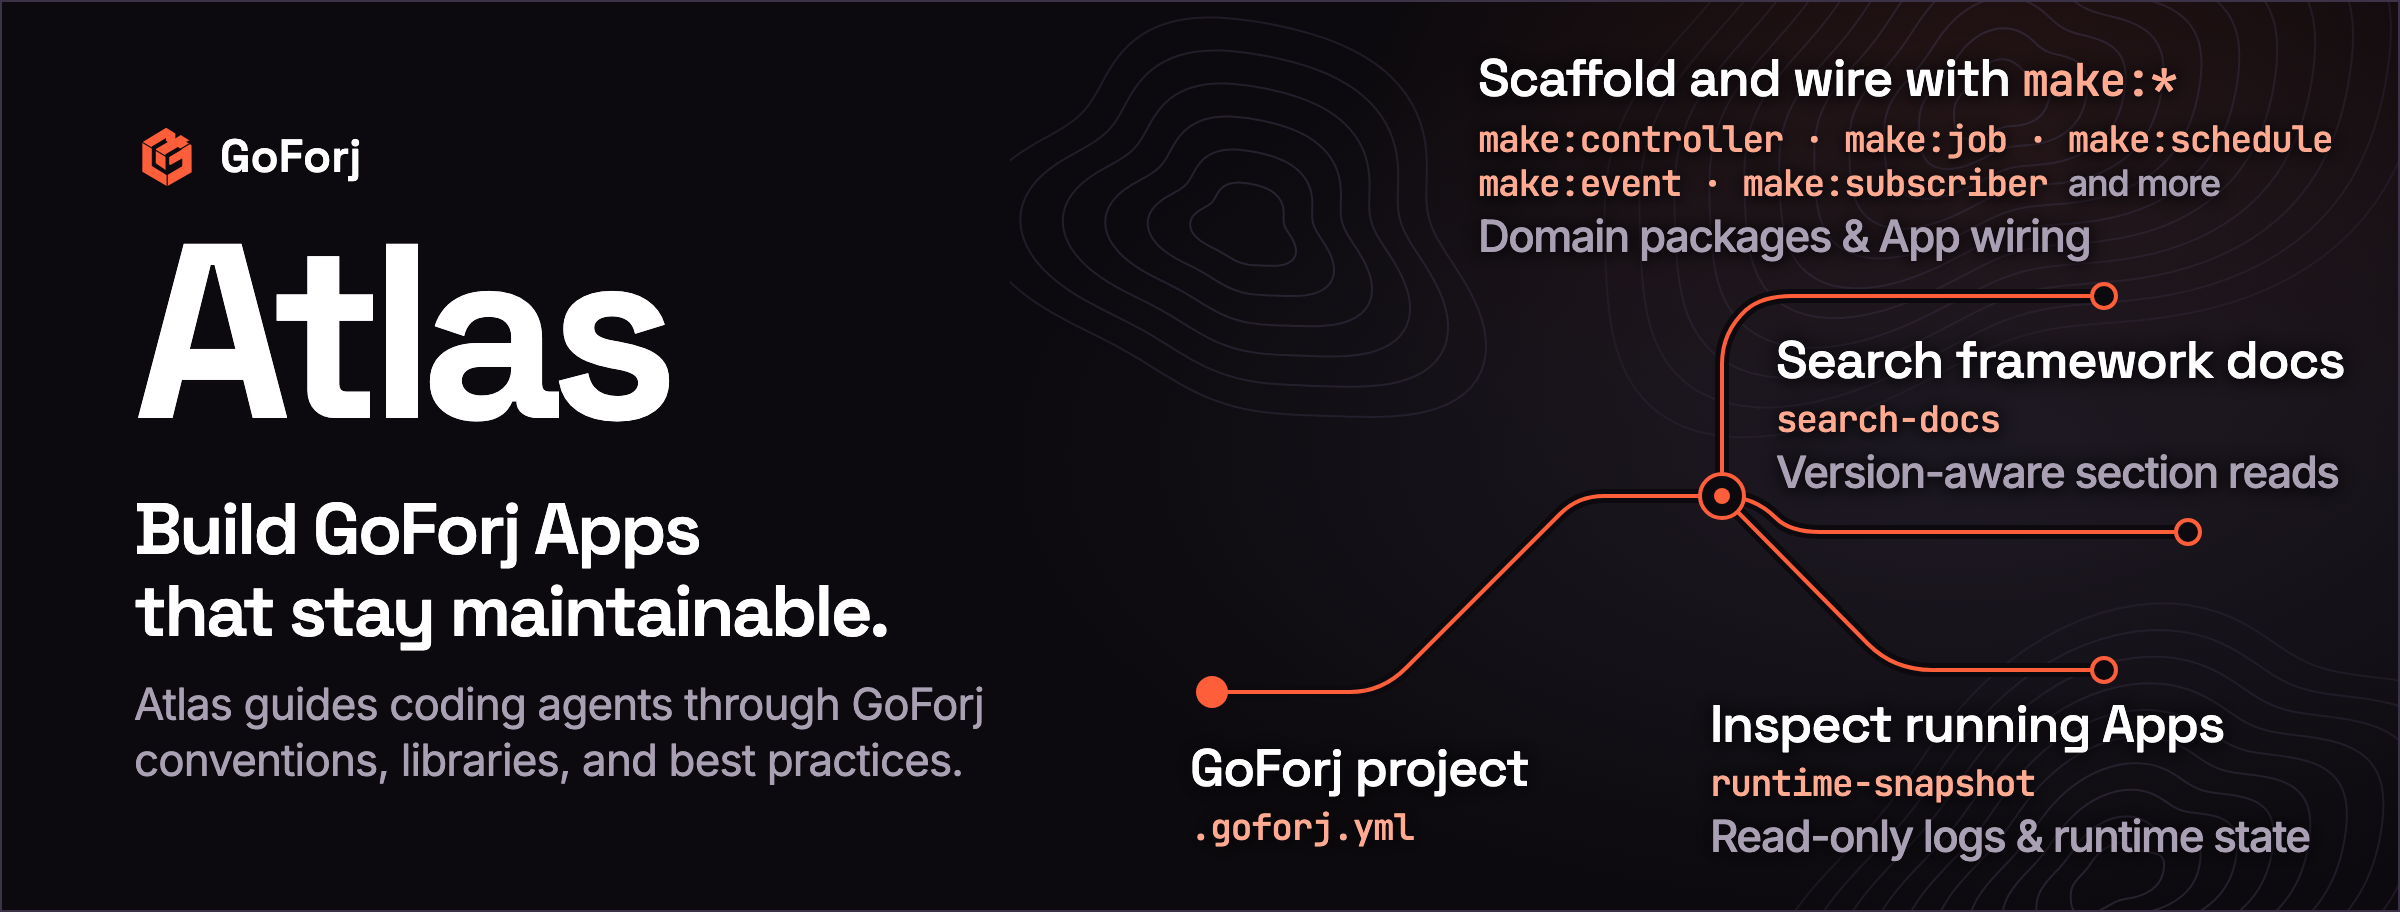 GoForj
Atlas
Build GoForj Apps
that stay maintainable.
Atlas guides coding agents through GoForj
conventions, libraries, and best practices.
Scaffold and wire with make:*
make:controller · make:job · make:schedule
make:event · make:subscriber and more
Domain packages & App wiring
Search framework docs
search-docs
Version-aware section reads
GoForj project
.goforj.yml
Inspect running Apps
runtime-snapshot
Read-only logs & runtime state